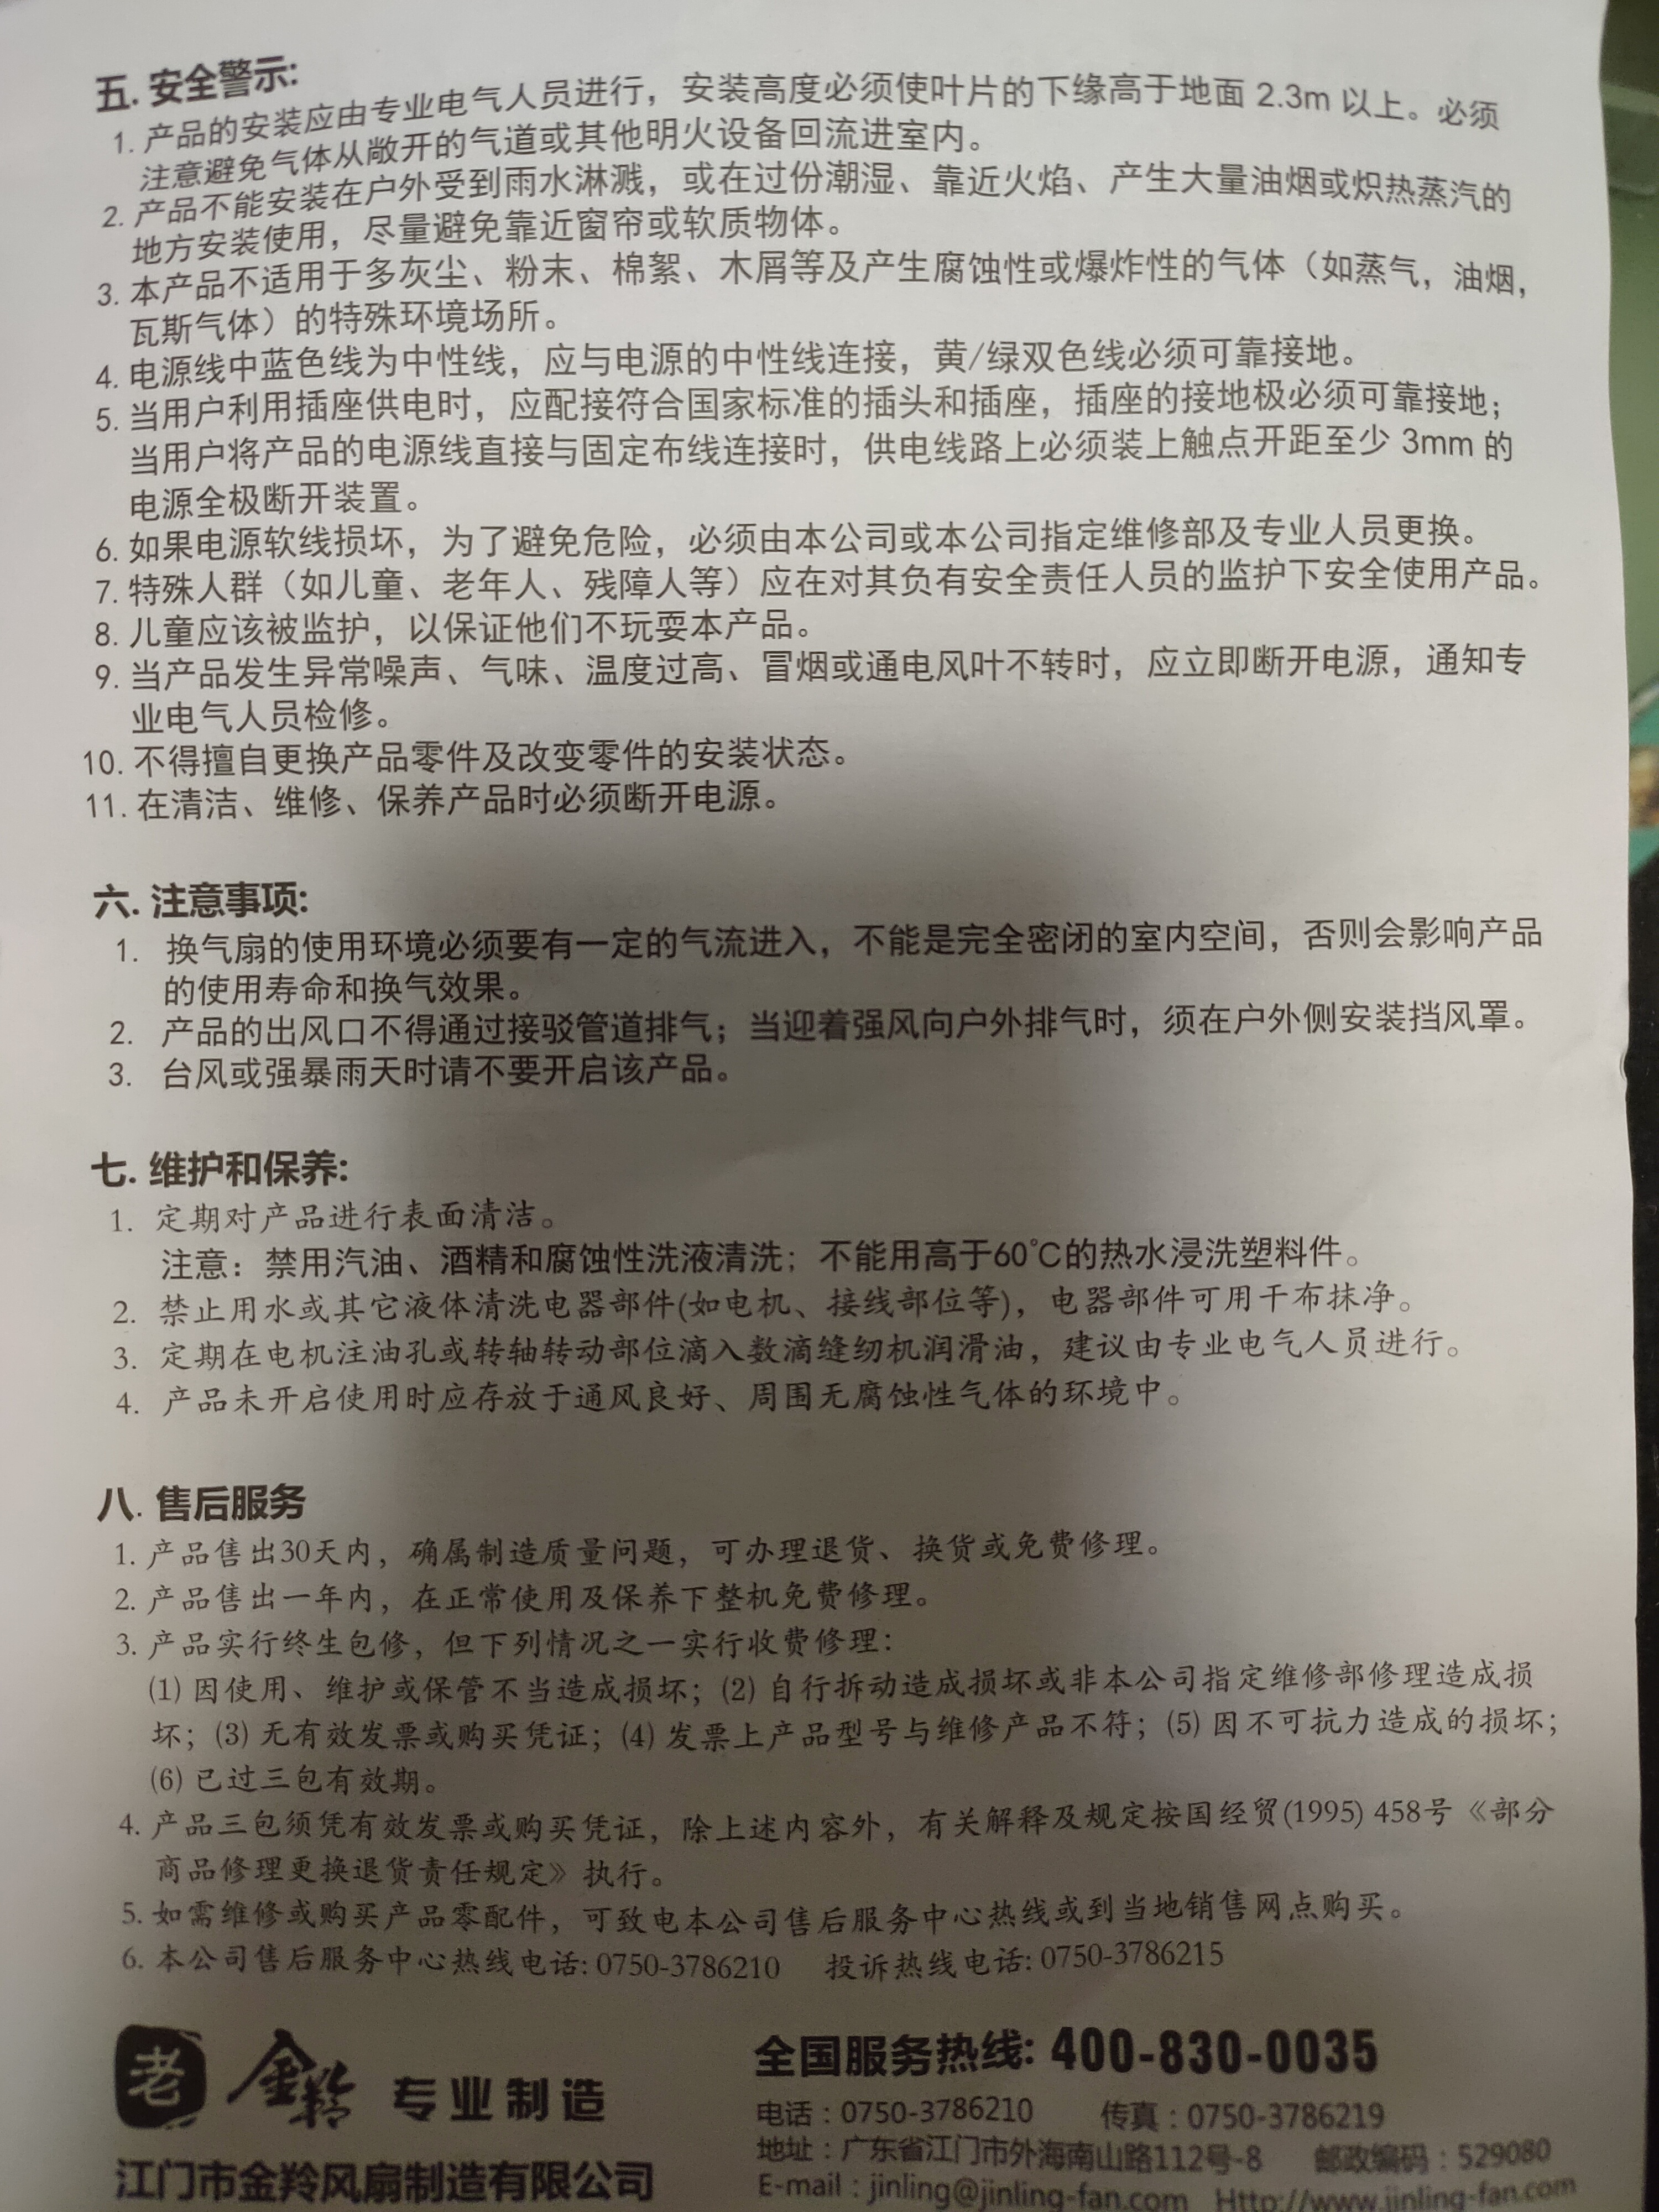 五. 安全警示:
1. 产品的安装应由专业电气人员进行，安装高度必须使叶片的下缘高于地面 2.3m 以上。必须
注意避免气体从敞开的气道或其他明火设备回流进室内。
2. 产品不能安装在户外受到雨水淋溅，或在过份潮湿、靠近火焰、产生大量油烟或炽热蒸汽的
地方安装使用，尽量避免靠近窗帘或软质物体。
3. 本产品不适用于多灰尘、粉末、棉絮、木屑等及产生腐蚀性或爆炸性的气体（如蒸气，油烟，
瓦斯气体）的特殊环境场所。
4. 电源线中蓝色线为中性线，应与电源的中性线连接，黄/绿双色线必须可靠接地。
5. 当用户利用插座供电时，应配接符合国家标准的插头和插座，插座的接地极必须可靠接地；
当用户将产品的电源线直接与固定布线连接时，供电线路上必须装上触点开距至少 3mm 的
电源全极断开装置。
6. 如果电源软线损坏，为了避免危险，必须由本公司或本公司指定维修部及专业人员更换。
7. 特殊人群（如儿童、老年人、残障人等）应在对其负有安全责任人员的监护下安全使用产品。
8. 儿童应该被监护，以保证他们不玩耍本产品。
9. 当产品发生异常噪声、气味、温度过高、冒烟或通电风叶不转时，应立即断开电源，通知专
业电气人员检修。
10. 不得擅自更换产品零件及改变零件的安装状态。
11. 在清洁、维修、保养产品时必须断开电源。
六. 注意事项:
1. 换气扇的使用环境必须要有一定的气流进入，不能是完全密闭的室内空间，否则会影响产品
的使用寿命和换气效果。
2. 产品的出风口不得通过接驳管道排气；当迎着强风向户外排气时，须在户外侧安装挡风罩。
3. 台风或强暴雨天时请不要开启该产品。
七. 维护和保养:
1. 定期对产品进行表面清洁。
注意：禁用汽油、酒精和腐蚀性洗液清洗；不能用高于60℃的热水浸洗塑料件。
2. 禁止用水或其它液体清洗电器部件(如电机、接线部位等)，电器部件可用干布抹净。
3. 定期在电机注油孔或转轴转动部位滴入数滴缝纫机润滑油，建议由专业电气人员进行。
4. 产品未开启使用时应存放于通风良好、周围无腐蚀性气体的环境中。
八. 售后服务
1. 产品售出30天内，确属制造质量问题，可办理退货、换货或免费修理。
2. 产品售出一年内，在正常使用及保养下整机免费修理。
3. 产品实行终生包修，但下列情况之一实行收费修理：
(1) 因使用、维护或保管不当造成损坏；(2) 自行拆动造成损坏或非本公司指定维修部修理造成损
坏；(3) 无有效发票或购买凭证；(4) 发票上产品型号与维修产品不符；(5) 因不可抗力造成的损坏；
(6) 已过三包有效期。
4. 产品三包须凭有效发票或购买凭证，除上述内容外，有关解释及规定按国经贸(1995) 458号《部分
商品修理更换退货责任规定》执行。
5. 如需维修或购买产品零配件，可致电本公司售后服务中心热线或到当地销售网点购买。
6. 本公司售后服务中心热线电话: 0750-3786210 投诉热线电话: 0750-3786215
老 金羚 专业制造
江门市金羚风扇制造有限公司
全国服务热线: 400-830-0035
电话：0750-3786210 传真：0750-3786219
地址：广东省江门市外海南山路112号-8 邮政编码：529080
E-mail：jinling@jinling-fan.com Http://www.jinling-fan.com